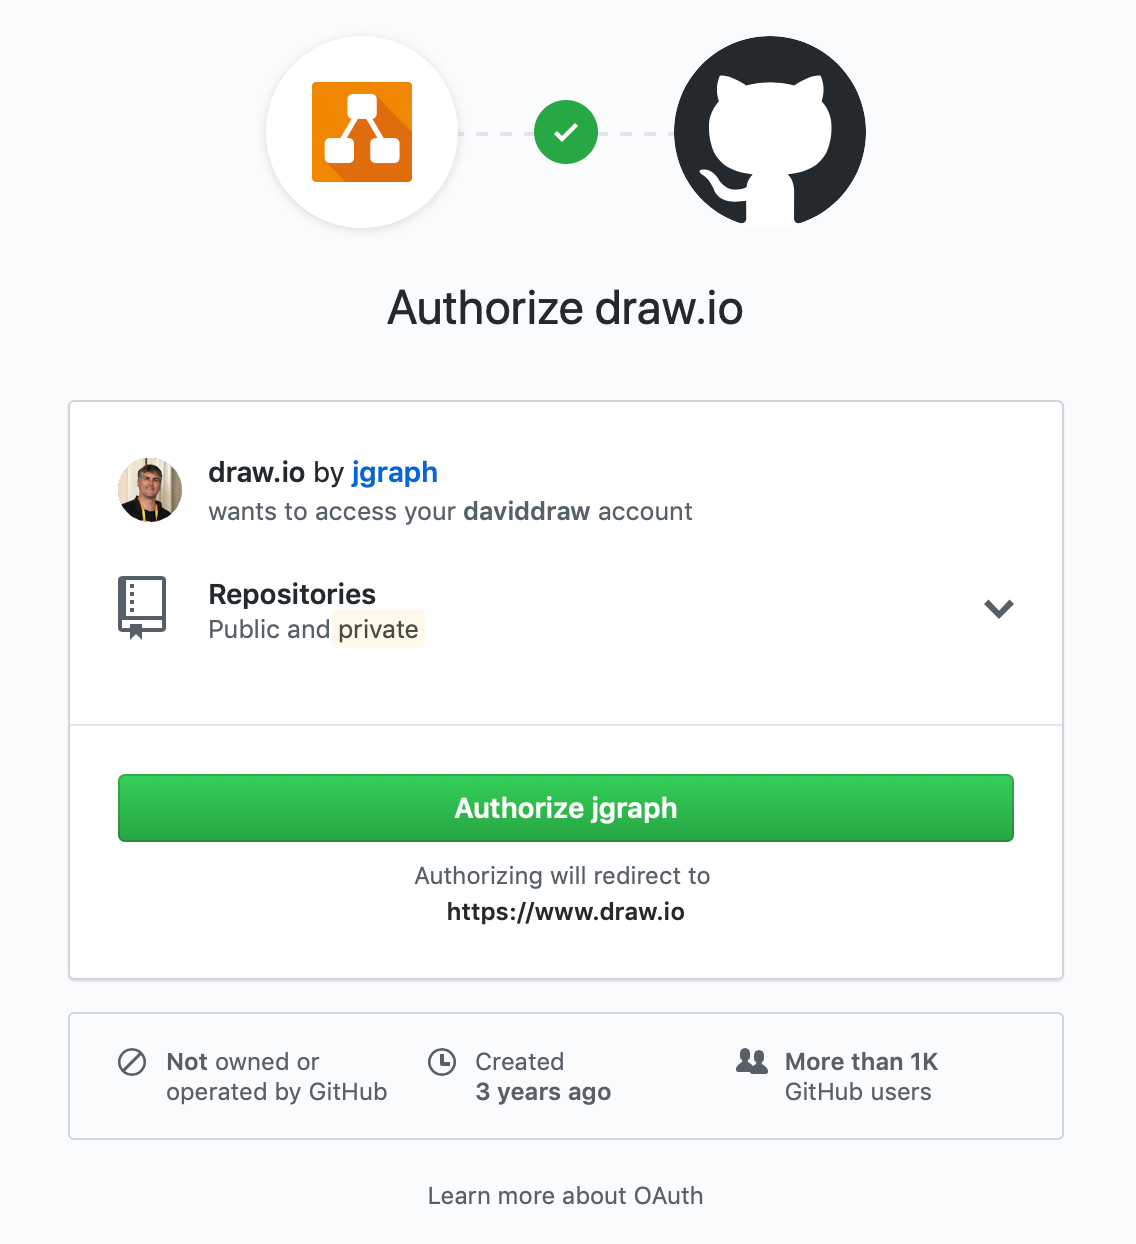 Authorize draw.io
draw.io by jgraph
wants to access your daviddraw account
Repositories
Public and private
Authorize jgraph
Authorizing will redirect to
https://www.draw.io
Not owned or
operated by GitHub
Created
3 years ago
More than 1K
GitHub users
Learn more about OAuth